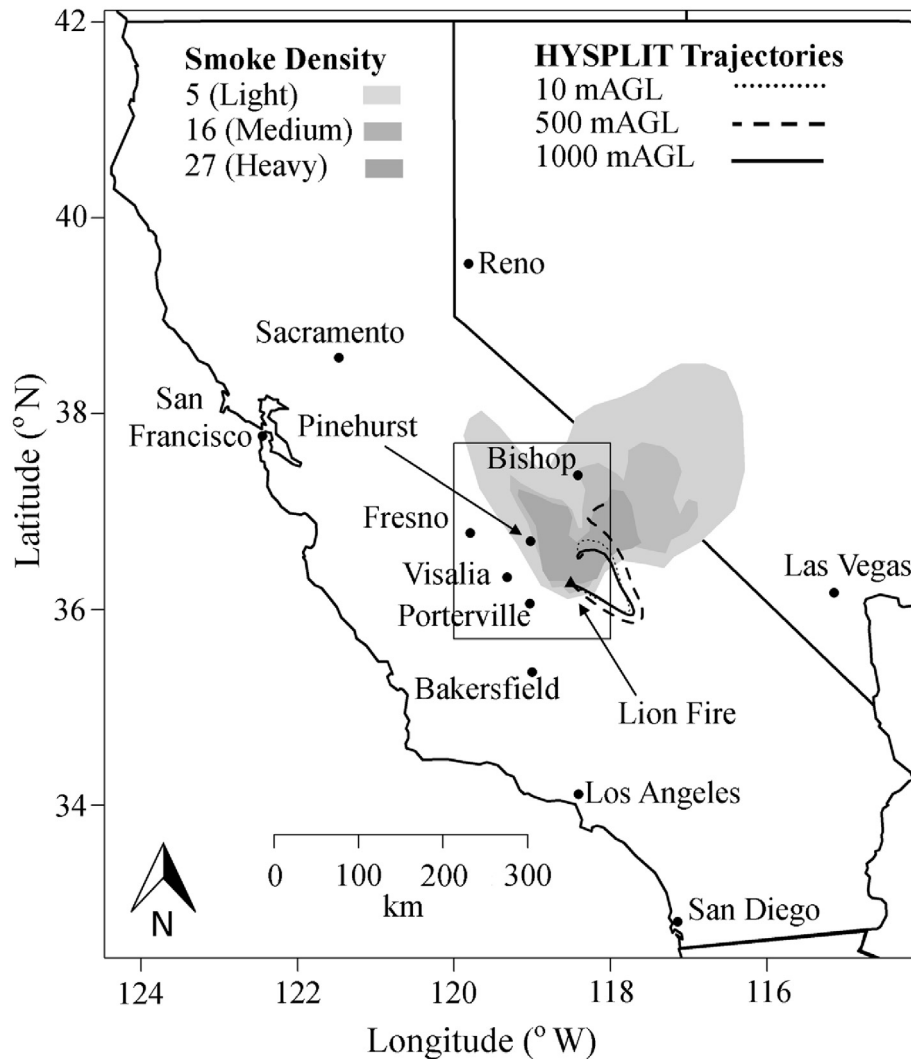 42
40
38
36
34
Latitude (° N)
Smoke Density
5 (Light)
16 (Medium)
27 (Heavy)
HYSPLIT Trajectories
10 mAGL
500 mAGL
1000 mAGL
Reno
Sacramento
San
Francisco
Pinehurst
Bishop
Fresno
Visalia
Las Vegas
Porterville
Bakersfield
Lion Fire
Los Angeles
0 100 200 300
km
N
San Diego
124 122 120 118 116
Longitude (° W)